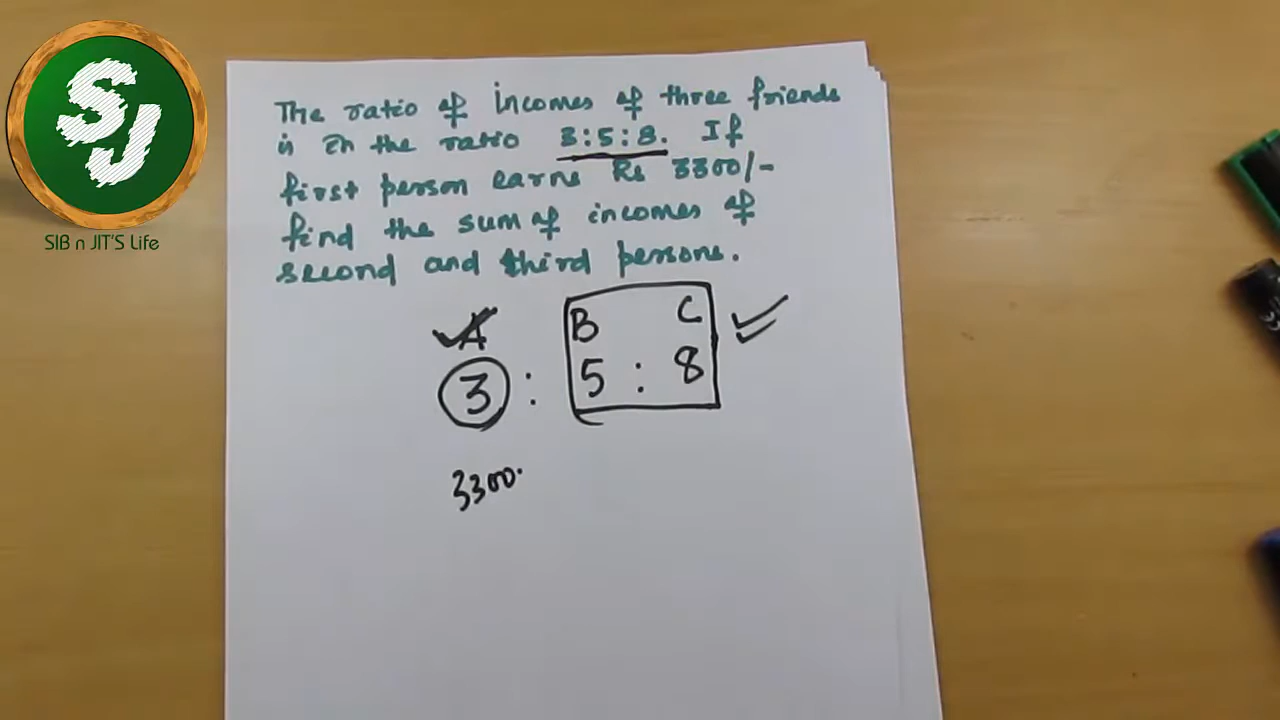 SJ
SIB n JIT'S Life
The ratio of incomes of three friends
is in the ratio 3:5:8. If
first person earns Rs 3300/-
find the sum of incomes of
second and third persons.
A B C
3 : 5 : 8
3300.